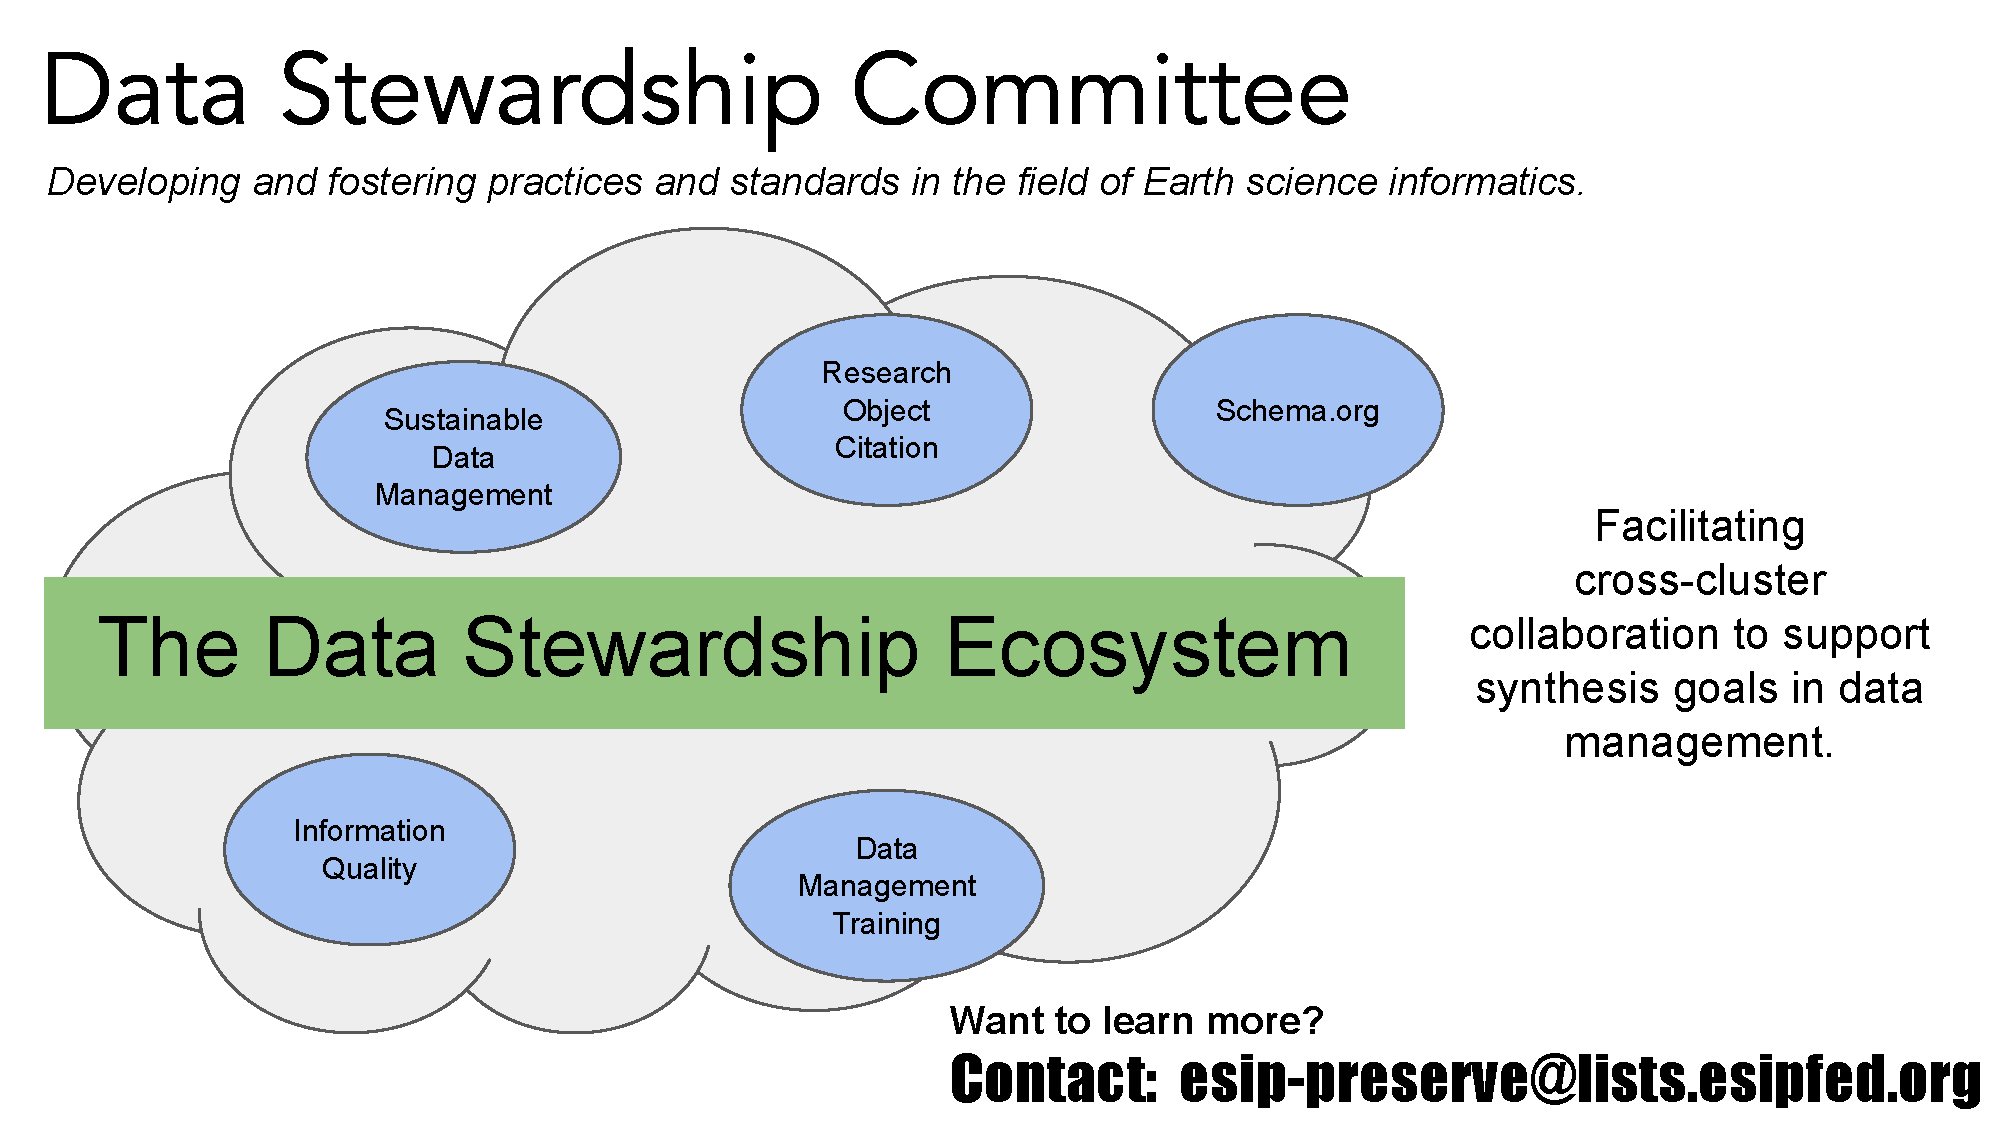 Data Stewardship Committee
Developing and fostering practices and standards in the field of Earth science informatics.
Sustainable
Data
Management
Research
Object
Citation
Schema.org
The Data Stewardship Ecosystem
Facilitating
cross-cluster
collaboration to support
synthesis goals in data
management.
Information
Quality
Data
Management
Training
Want to learn more?
Contact: esip-preserve@lists.esipfed.org